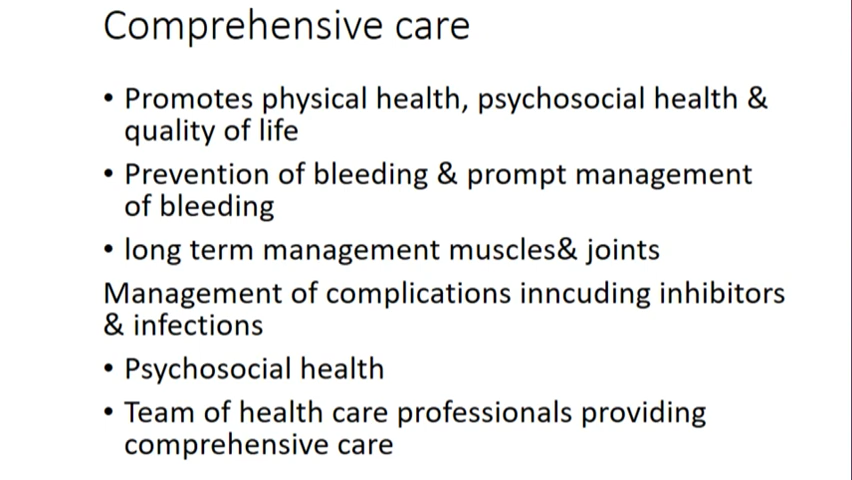 Comprehensive care
• Promotes physical health, psychosocial health &
quality of life
• Prevention of bleeding & prompt management
of bleeding
• long term management muscles& joints
Management of complications inncuding inhibitors
& infections
• Psychosocial health
• Team of health care professionals providing
comprehensive care